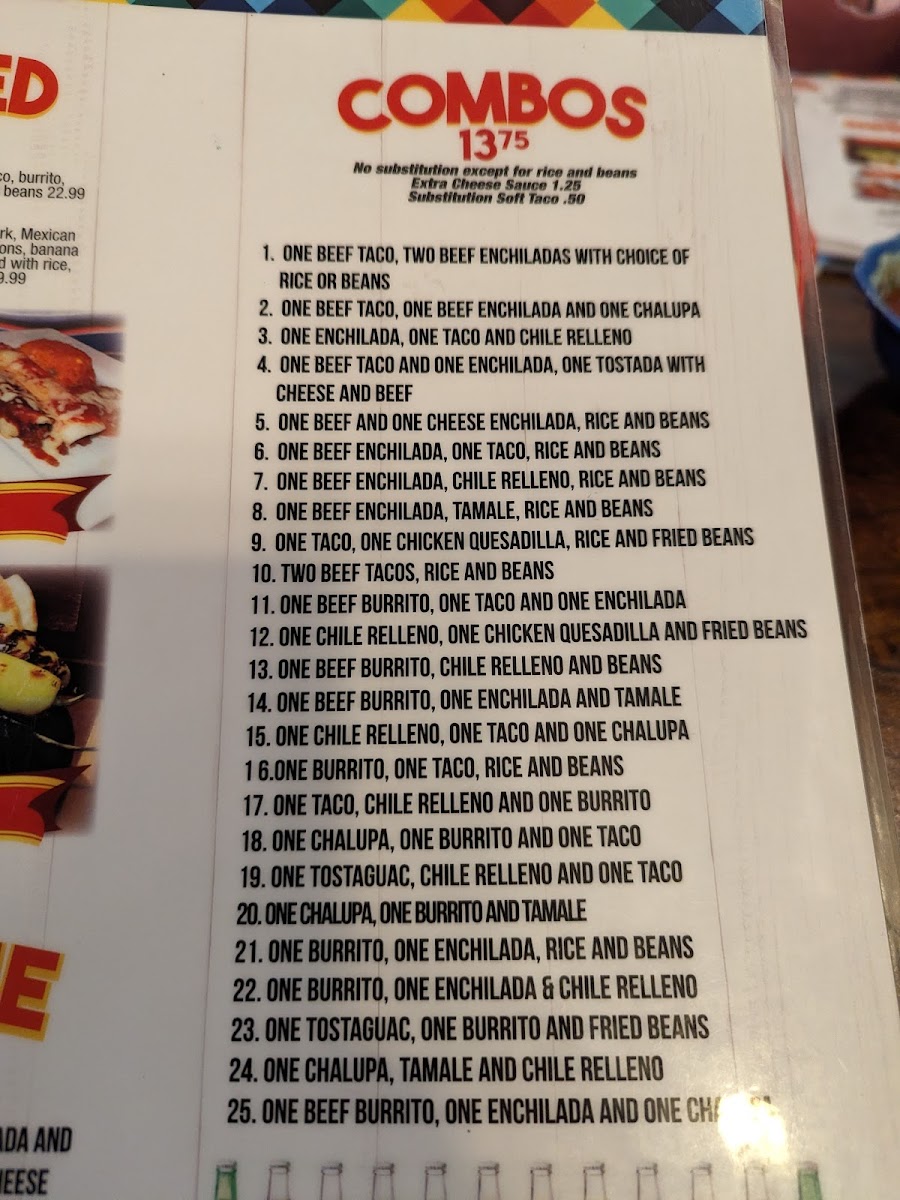 ED
co, burrito,
beans 22.99
rk, Mexican
ons, banana
d with rice,
9.99
E
ADA AND
HEESE
COMBOS
13 75
No substitution except for rice and beans
Extra Cheese Sauce 1.25
Substitution Soft Taco .50
1. ONE BEEF TACO, TWO BEEF ENCHILADAS WITH CHOICE OF
RICE OR BEANS
2. ONE BEEF TACO, ONE BEEF ENCHILADA AND ONE CHALUPA
3. ONE ENCHILADA, ONE TACO AND CHILE RELLENO
4. ONE BEEF TACO AND ONE ENCHILADA, ONE TOSTADA WITH
CHEESE AND BEEF
5. ONE BEEF AND ONE CHEESE ENCHILADA, RICE AND BEANS
6. ONE BEEF ENCHILADA, ONE TACO, RICE AND BEANS
7. ONE BEEF ENCHILADA, CHILE RELLENO, RICE AND BEANS
8. ONE BEEF ENCHILADA, TAMALE, RICE AND BEANS
9. ONE TACO, ONE CHICKEN QUESADILLA, RICE AND FRIED BEANS
10. TWO BEEF TACOS, RICE AND BEANS
11. ONE BEEF BURRITO, ONE TACO AND ONE ENCHILADA
12. ONE CHILE RELLENO, ONE CHICKEN QUESADILLA AND FRIED BEANS
13. ONE BEEF BURRITO, CHILE RELLENO AND BEANS
14. ONE BEEF BURRITO, ONE ENCHILADA AND TAMALE
15. ONE CHILE RELLENO, ONE TACO AND ONE CHALUPA
1 6.ONE BURRITO, ONE TACO, RICE AND BEANS
17. ONE TACO, CHILE RELLENO AND ONE BURRITO
18. ONE CHALUPA, ONE BURRITO AND ONE TACO
19. ONE TOSTAGUAC, CHILE RELLENO AND ONE TACO
20. ONE CHALUPA, ONE BURRITO AND TAMALE
21. ONE BURRITO, ONE ENCHILADA, RICE AND BEANS
22. ONE BURRITO, ONE ENCHILADA & CHILE RELLENO
23. ONE TOSTAGUAC, ONE BURRITO AND FRIED BEANS
24. ONE CHALUPA, TAMALE AND CHILE RELLENO
25. ONE BEEF BURRITO, ONE ENCHILADA AND ONE